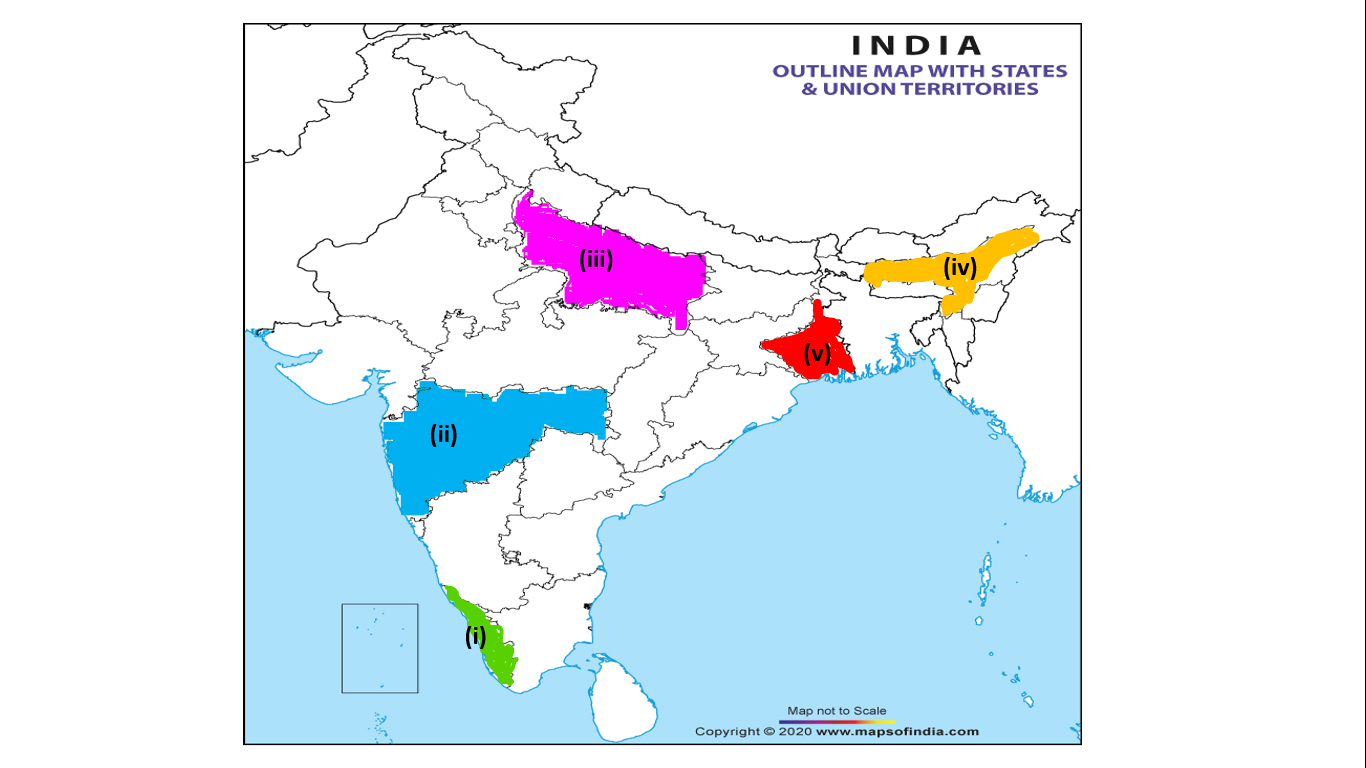 INDIA
OUTLINE MAP WITH STATES
& UNION TERRITORIES
(iii)
(iv)
(v)
(ii)
(i)
Map not to Scale
Copyright © 2020 www.mapsofindia.com